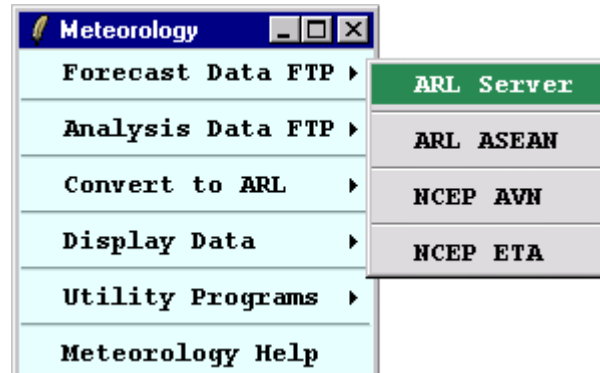 Meteorology
Forecast Data FTP
ARL Server
Analysis Data FTP
ARL ASEAN
Convert to ARL
NCEP AVN
Display Data
NCEP ETA
Utility Programs
Meteorology Help